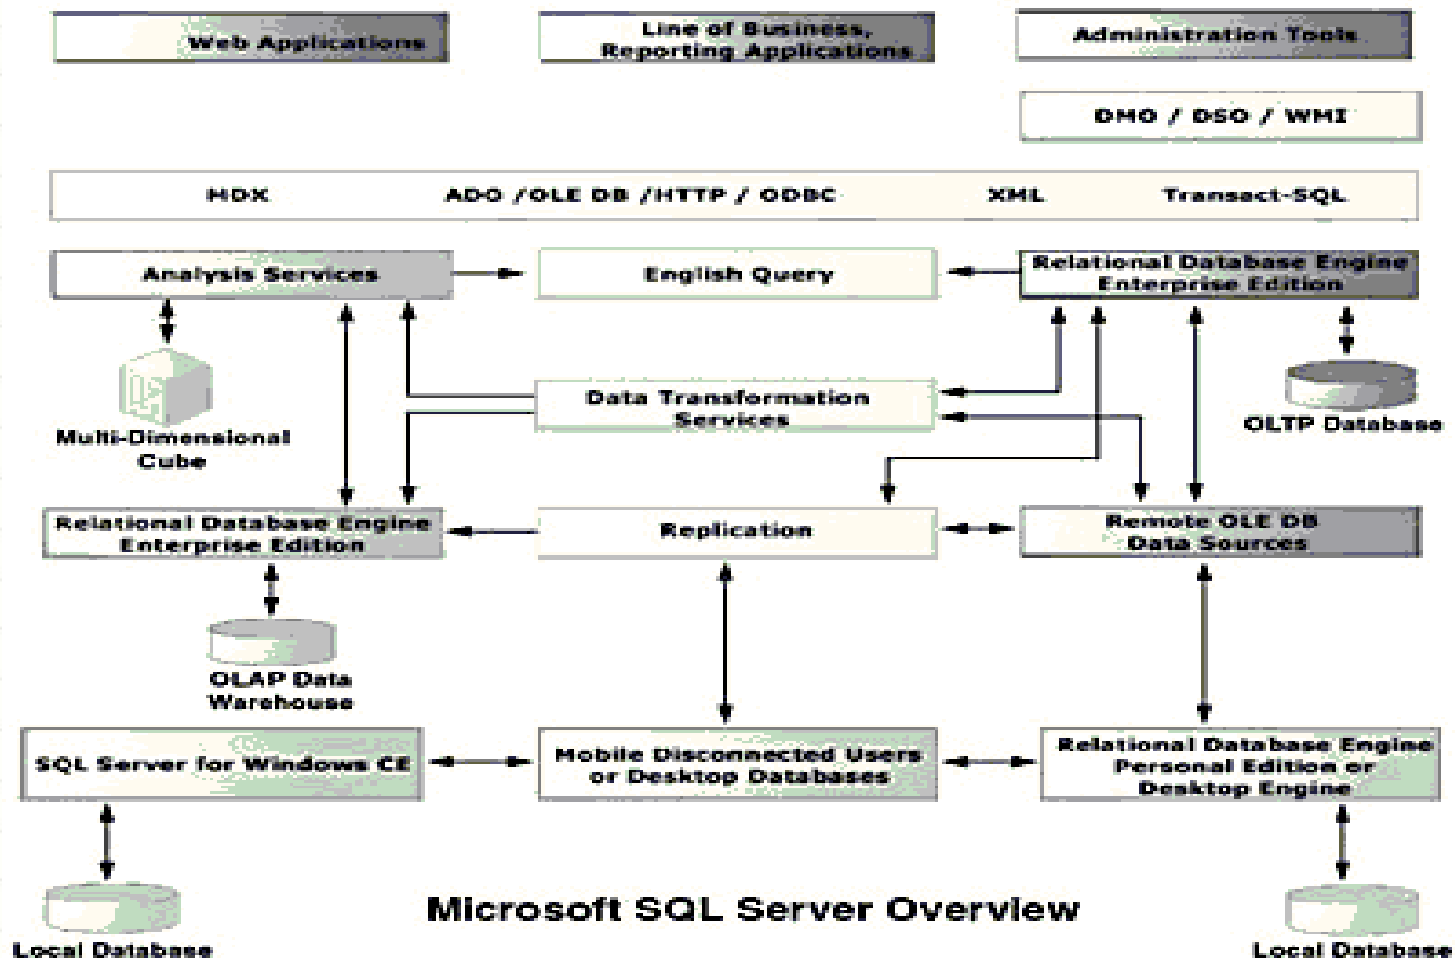 Web Applications
Line of Business,
Reporting Applications
Administration Tools
DMO / DSO / WMI
MDX
ADO /OLE DB /HTTP / ODBC
XML
Transact-SQL
Analysis Services
English Query
Relational Database Engine
Enterprise Edition
Multi-Dimensional
Cube
Data Transformation
Services
OLTP Database
Relational Database Engine
Enterprise Edition
Replication
Remote OLE DB
Data Sources
OLAP Data
Warehouse
SQL Server for Windows CE
Mobile Disconnected Users
or Desktop Databases
Relational Database Engine
Personal Edition or
Desktop Engine
Local Database
Microsoft SQL Server Overview
Local Database